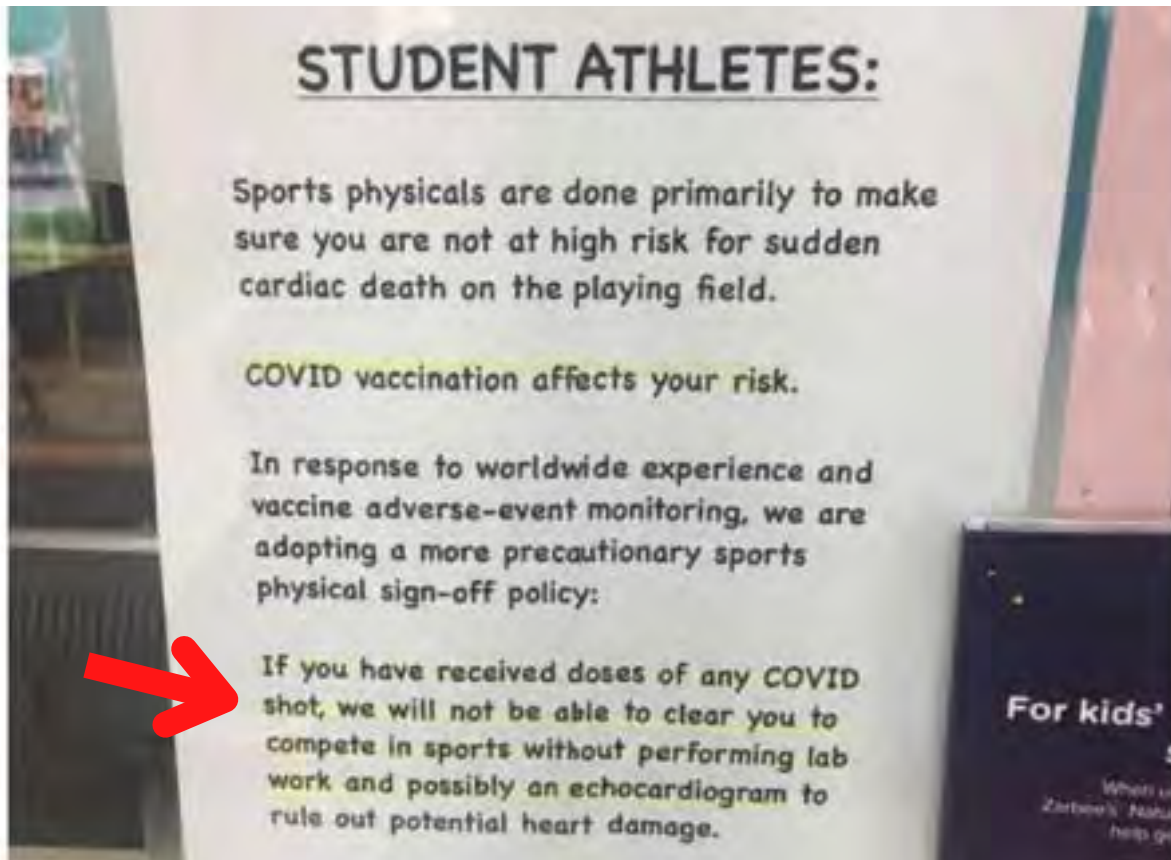 STUDENT ATHLETES:
Sports physicals are done primarily to make
sure you are not at high risk for sudden
cardiac death on the playing field.
COVID vaccination affects your risk.
In response to worldwide experience and
vaccine adverse-event monitoring, we are
adopting a more precautionary sports
physical sign-off policy:
If you have received doses of any COVID
shot, we will not be able to clear you to
compete in sports without performing lab
work and possibly an echocardiogram to
rule out potential heart damage.
For kids'
When
Zarbee's
help